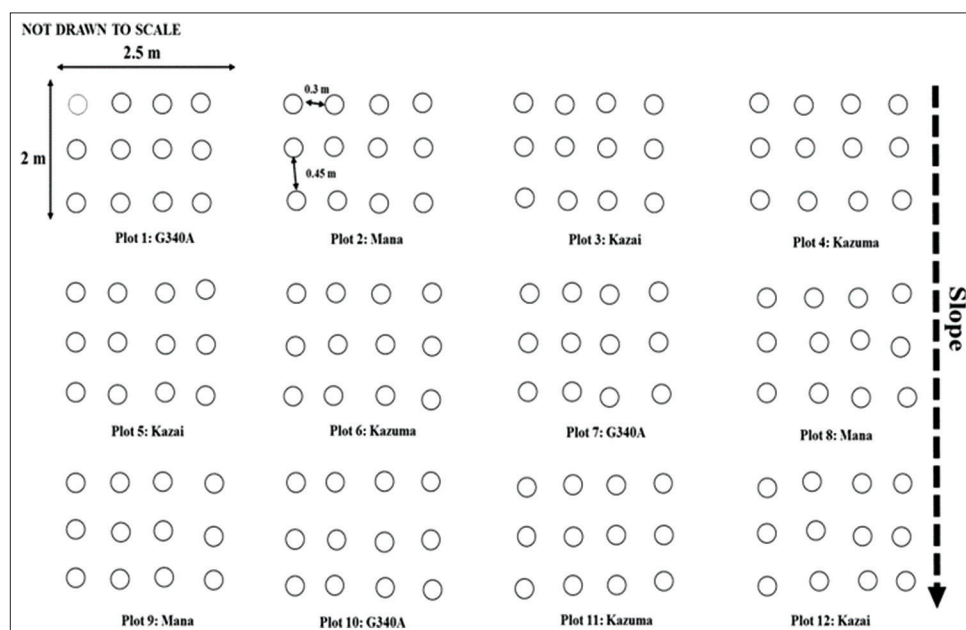 NOT DRAWN TO SCALE
2.5 m
2 m
0.3 m
0.45 m
Plot 1: G340A
Plot 2: Mana
Plot 3: Kazai
Plot 4: Kazuma
Slope
Plot 5: Kazai
Plot 6: Kazuma
Plot 7: G340A
Plot 8: Mana
Plot 9: Mana
Plot 10: G340A
Plot 11: Kazuma
Plot 12: Kazai